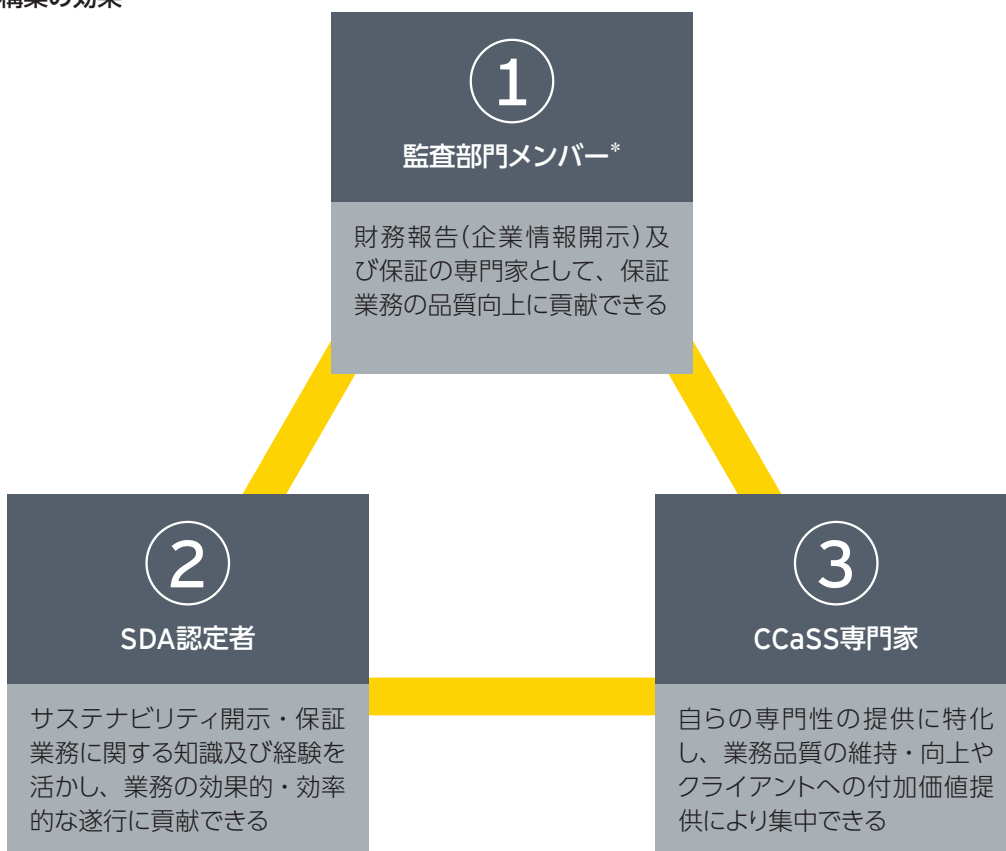 構築の効果
①
監査部門メンバー*
財務報告(企業情報開示)及
び保証の専門家として、保証
業務の品質向上に貢献できる
②
SDA認定者
サステナビリティ開示・保証
業務に関する知識及び経験を
活かし、業務の効果的・効率
的な遂行に貢献できる
③
CCaSS専門家
自らの専門性の提供に特化
し、業務品質の維持・向上や
クライアントへの付加価値提
供により集中できる